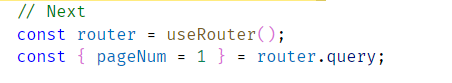 // Next
const router = useRouter();
const { pageNum = 1 } = router.query;